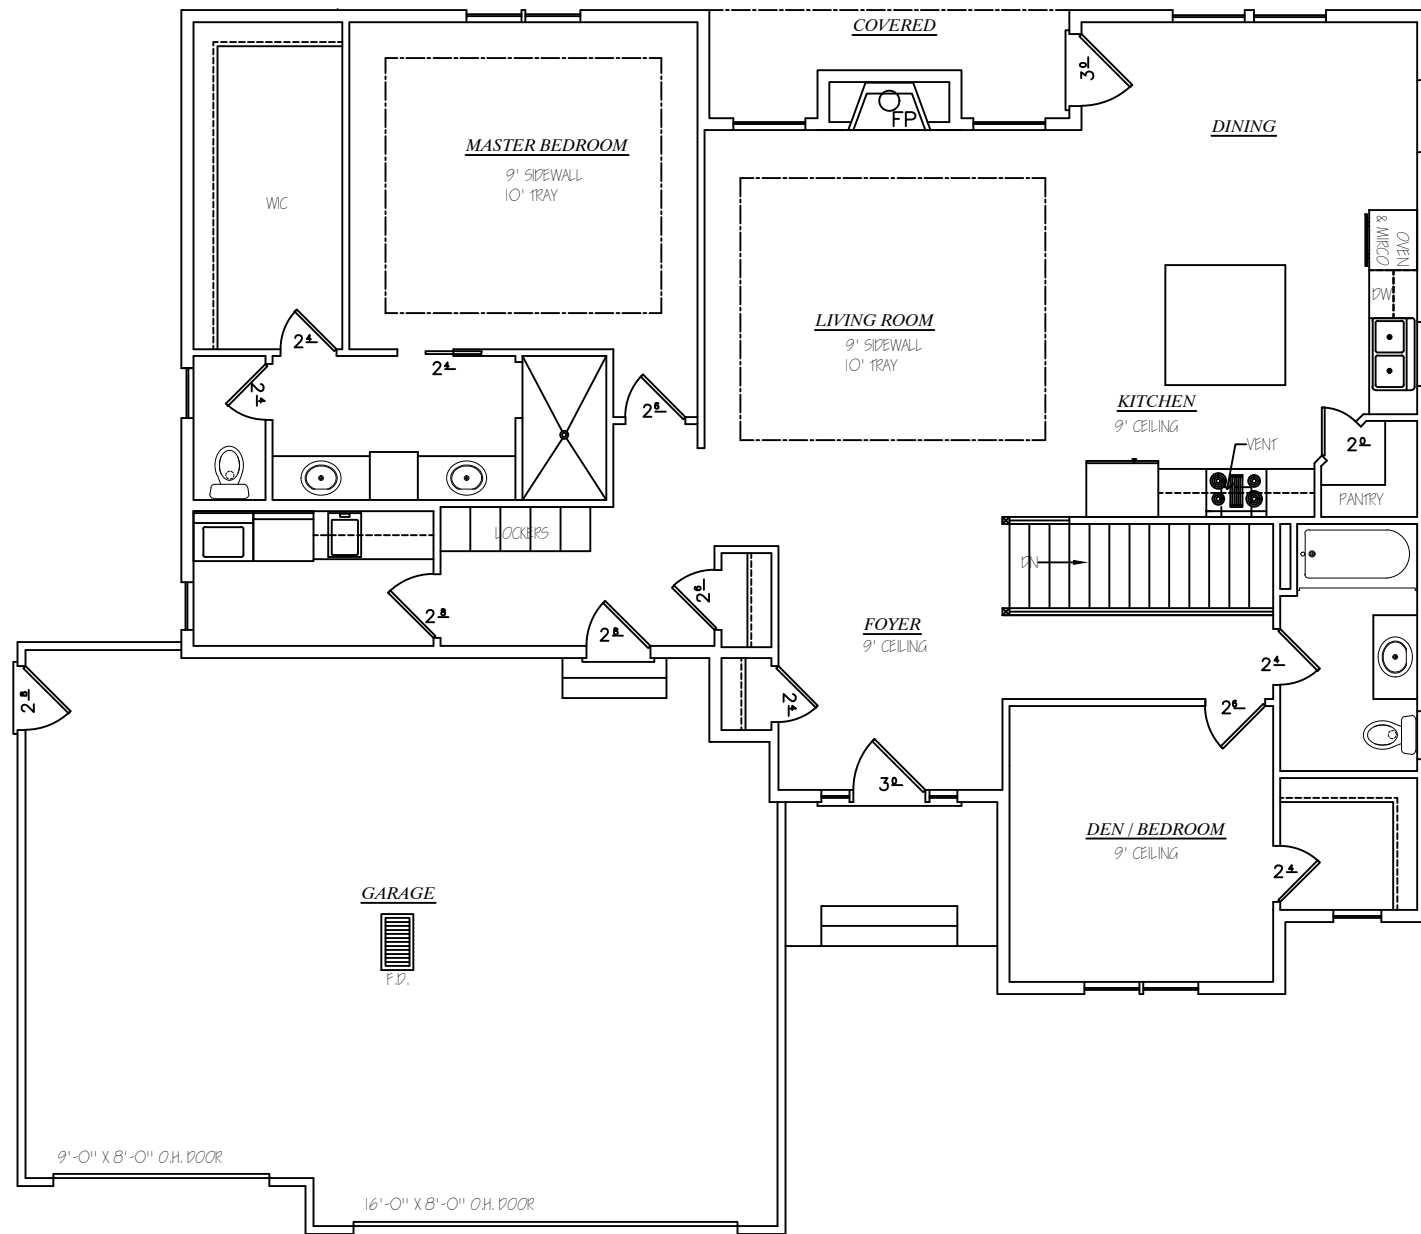 COVERED
3⁰
FP
DINING
MASTER BEDROOM
9' SIDEWALL
10' TRAY
WIC
OVEN
& MIRCO
DW
LIVING ROOM
9' SIDEWALL
10' TRAY
2⁴
2⁴
2⁴
2⁶
KITCHEN
9' CEILING
VENT
2⁰
PANTRY
LOCKERS
DN
2⁶
2⁸
2⁸
FOYER
9' CEILING
2⁴
2⁸
2⁴
2⁶
3⁰
DEN / BEDROOM
9' CEILING
2⁴
GARAGE
F.D.
9'-0" X 8'-0" O.H. DOOR
16'-0" X 8'-0" O.H. DOOR